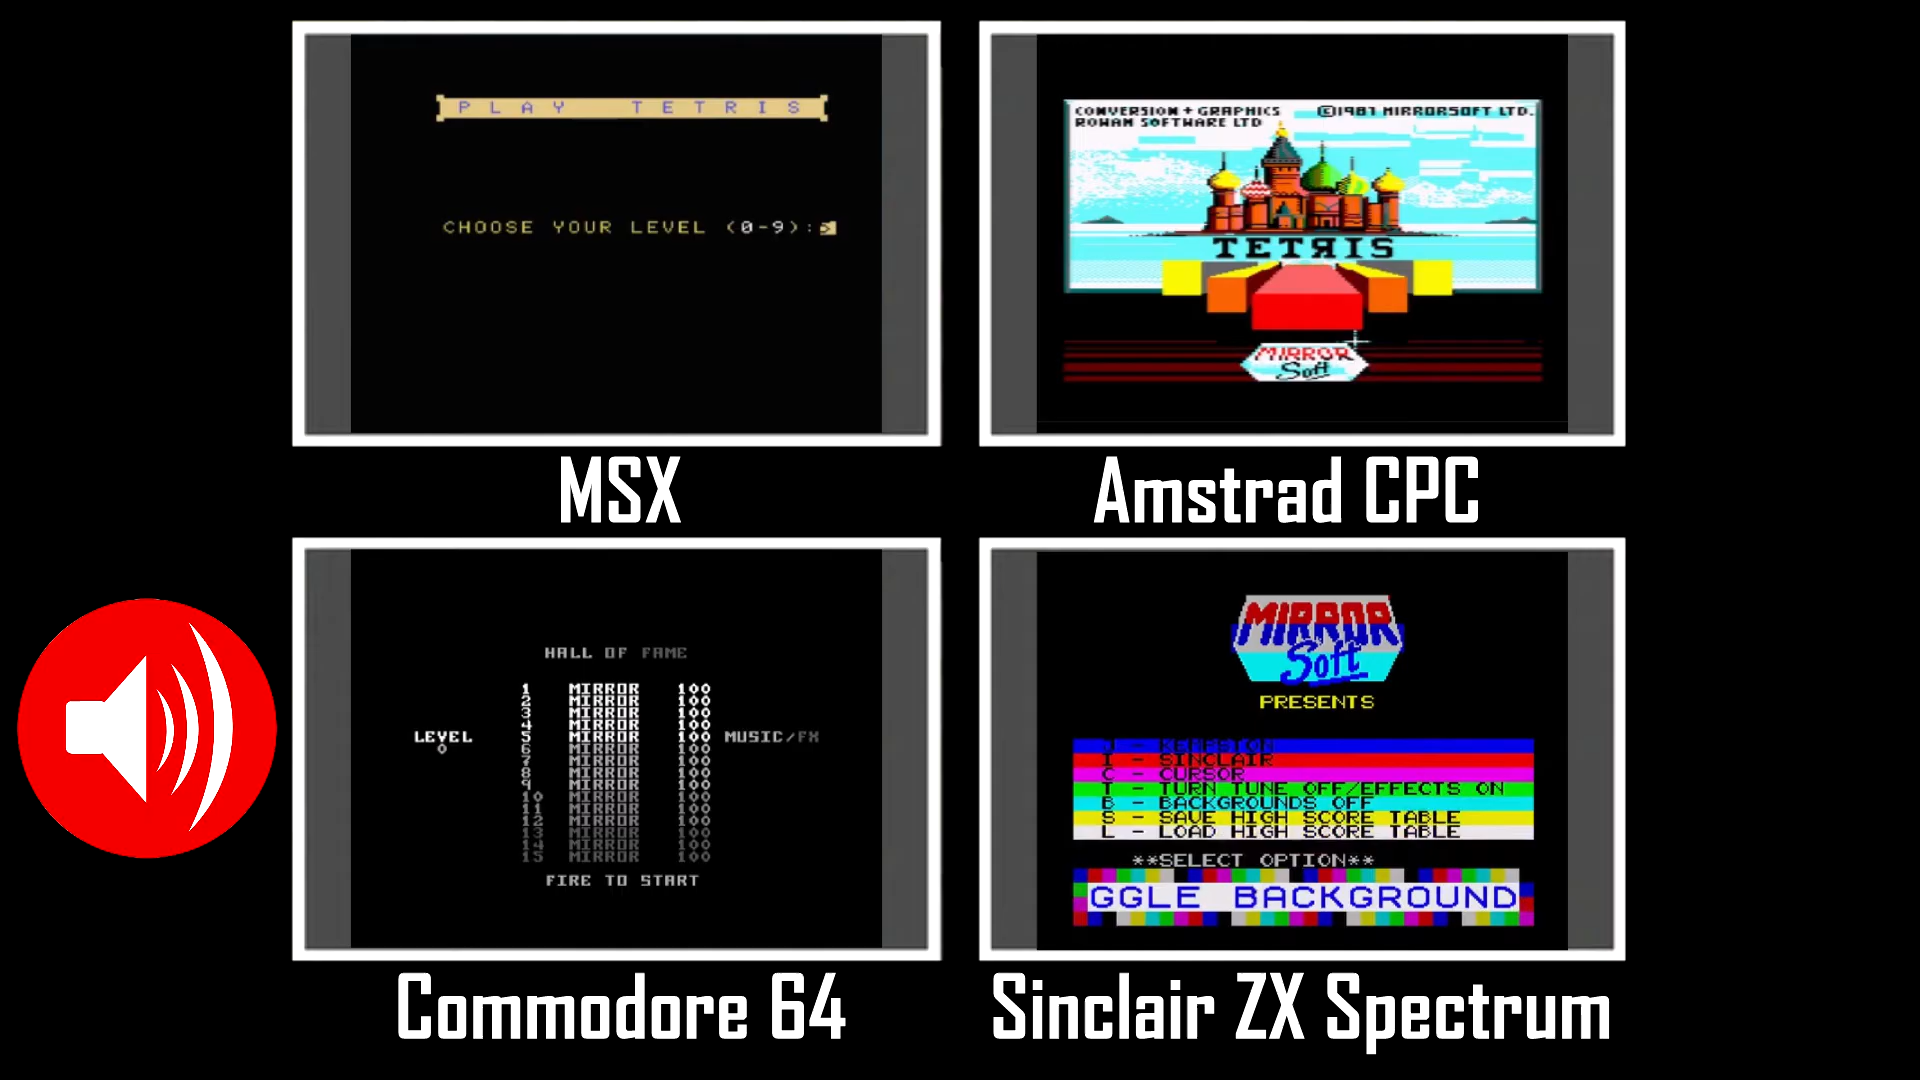 PLAY TETRIS
CHOOSE YOUR LEVEL (0-9):
MSX
CONVERSION + GRAPHICS ©1987 MIRRORSOFT LTD.
ROWAN SOFTWARE LTD
TETЯIS
MIRROR
Soft
Amstrad CPC
HALL OF FAME
1 MIRROR 100
2 MIRROR 100
3 MIRROR 100
4 MIRROR 100
LEVEL 5 MIRROR 100 MUSIC/FX
0 6 MIRROR 100
7 MIRROR 100
8 MIRROR 100
9 MIRROR 100
10 MIRROR 100
11 MIRROR 100
12 MIRROR 100
13 MIRROR 100
14 MIRROR 100
15 MIRROR 100
FIRE TO START
Commodore 64
MIRROR
Soft
PRESENTS
J - KEMPSTON
I - SINCLAIR
C - CURSOR
T - TURN TUNE OFF/EFFECTS ON
B - BACKGROUNDS OFF
S - SAVE HIGH SCORE TABLE
L - LOAD HIGH SCORE TABLE
**SELECT OPTION**
GGLE BACKGROUND
Sinclair ZX Spectrum